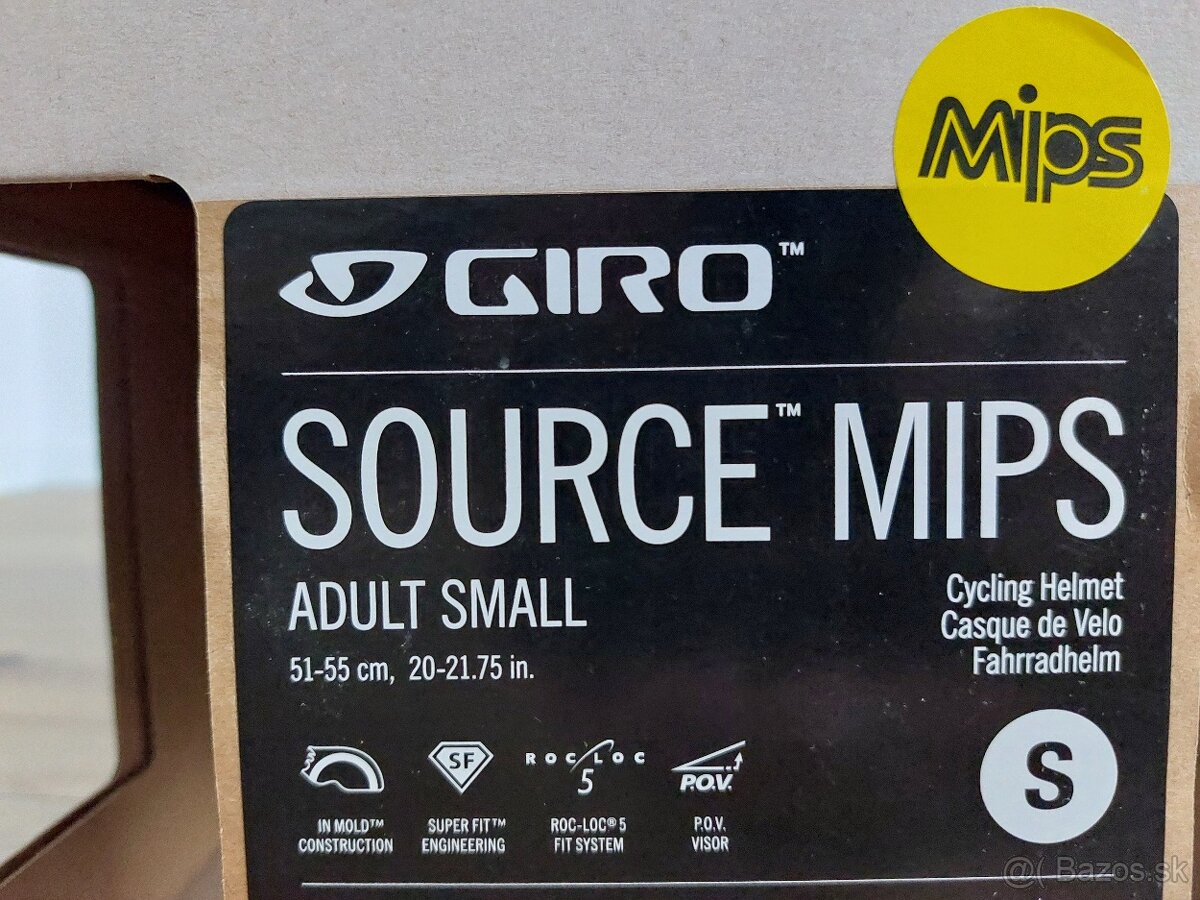 Mips
GIRO™
SOURCE™ MIPS
ADULT SMALL
51-55 cm, 20-21.75 in.
Cycling Helmet
Casque de Velo
Fahrradhelm
S
SF
ROC LOC
5
P.O.V.
IN MOLD™
CONSTRUCTION
SUPER FIT™
ENGINEERING
ROC-LOC® 5
FIT SYSTEM
P.O.V.
VISOR
@( Bazos.sk